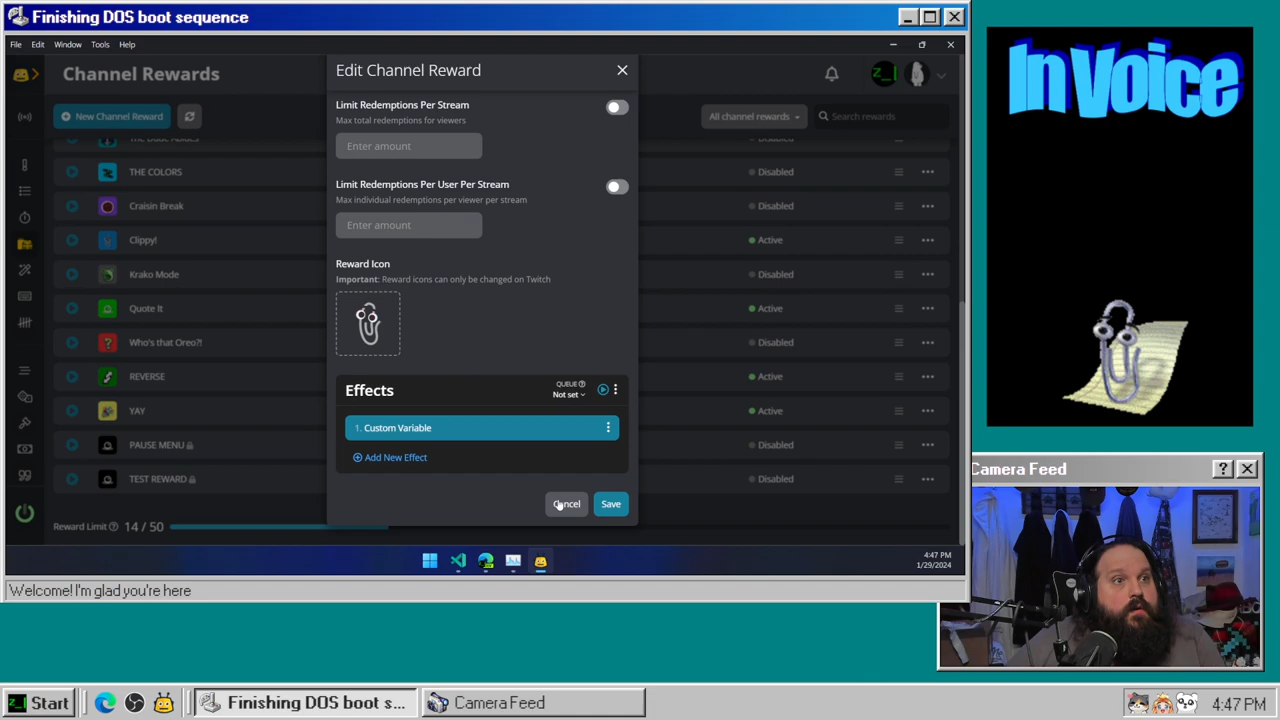 Finishing DOS boot sequence
File Edit Window Tools Help
Channel Rewards
New Channel Reward
All channel rewards
Search rewards
Disabled
THE COLORS Disabled
Craisin Break Disabled
Clippy! Active
Krako Mode Disabled
Quote It Active
Who's that Oreo?! Disabled
REVERSE Active
YAY Active
PAUSE MENU Disabled
TEST REWARD Disabled
Reward Limit 14 / 50
Edit Channel Reward
Limit Redemptions Per Stream
Max total redemptions for viewers
Enter amount
Limit Redemptions Per User Per Stream
Max individual redemptions per viewer per stream
Enter amount
Reward Icon
Important: Reward icons can only be changed on Twitch
Effects
QUEUE
Not set
1. Custom Variable
Add New Effect
Cancel Save
4:47 PM
1/29/2024
Welcome! I'm glad you're here
InVoice
Camera Feed
Start
Finishing DOS boot s...
Camera Feed
4:47 PM